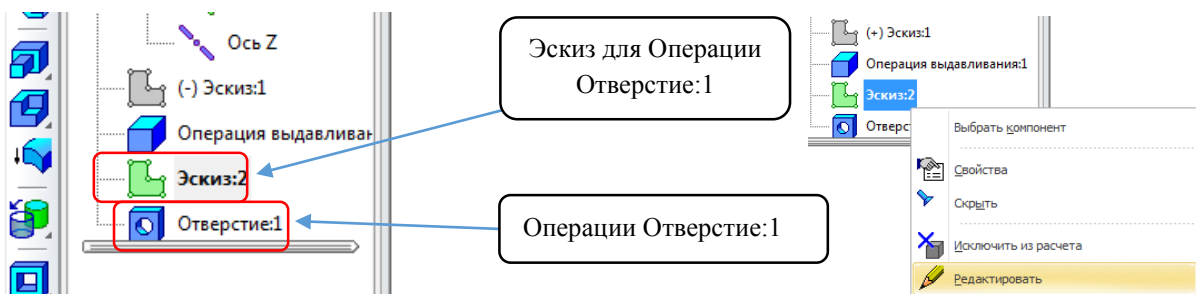 Ось Z
(-) Эскиз:1
Операция выдавливан
Эскиз:2
Отверстие:1
Эскиз для Операции
Отверстие:1
Операции Отверстие:1
(+) Эскиз:1
Операция выдавливания:1
Эскиз:2
Отверс
Выбрать компонент
Свойства
Скрыть
Исключить из расчета
Редактировать